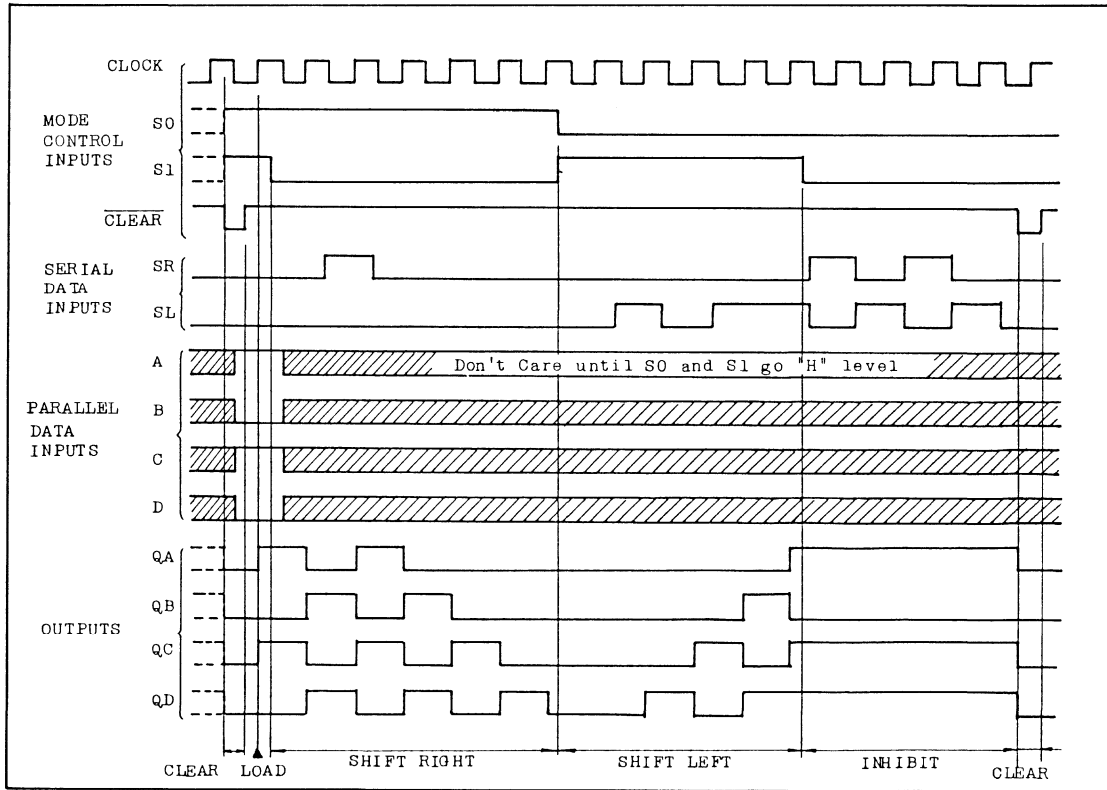 CLOCK
MODE
CONTROL
INPUTS
S0
S1
CLEAR
SERIAL
DATA
INPUTS
SR
SL
PARALLEL
DATA
INPUTS
A
Don't Care until S0 and S1 go "H" level
B
C
D
OUTPUTS
QA
QB
QC
QD
CLEAR LOAD SHIFT RIGHT SHIFT LEFT INHIBIT CLEAR